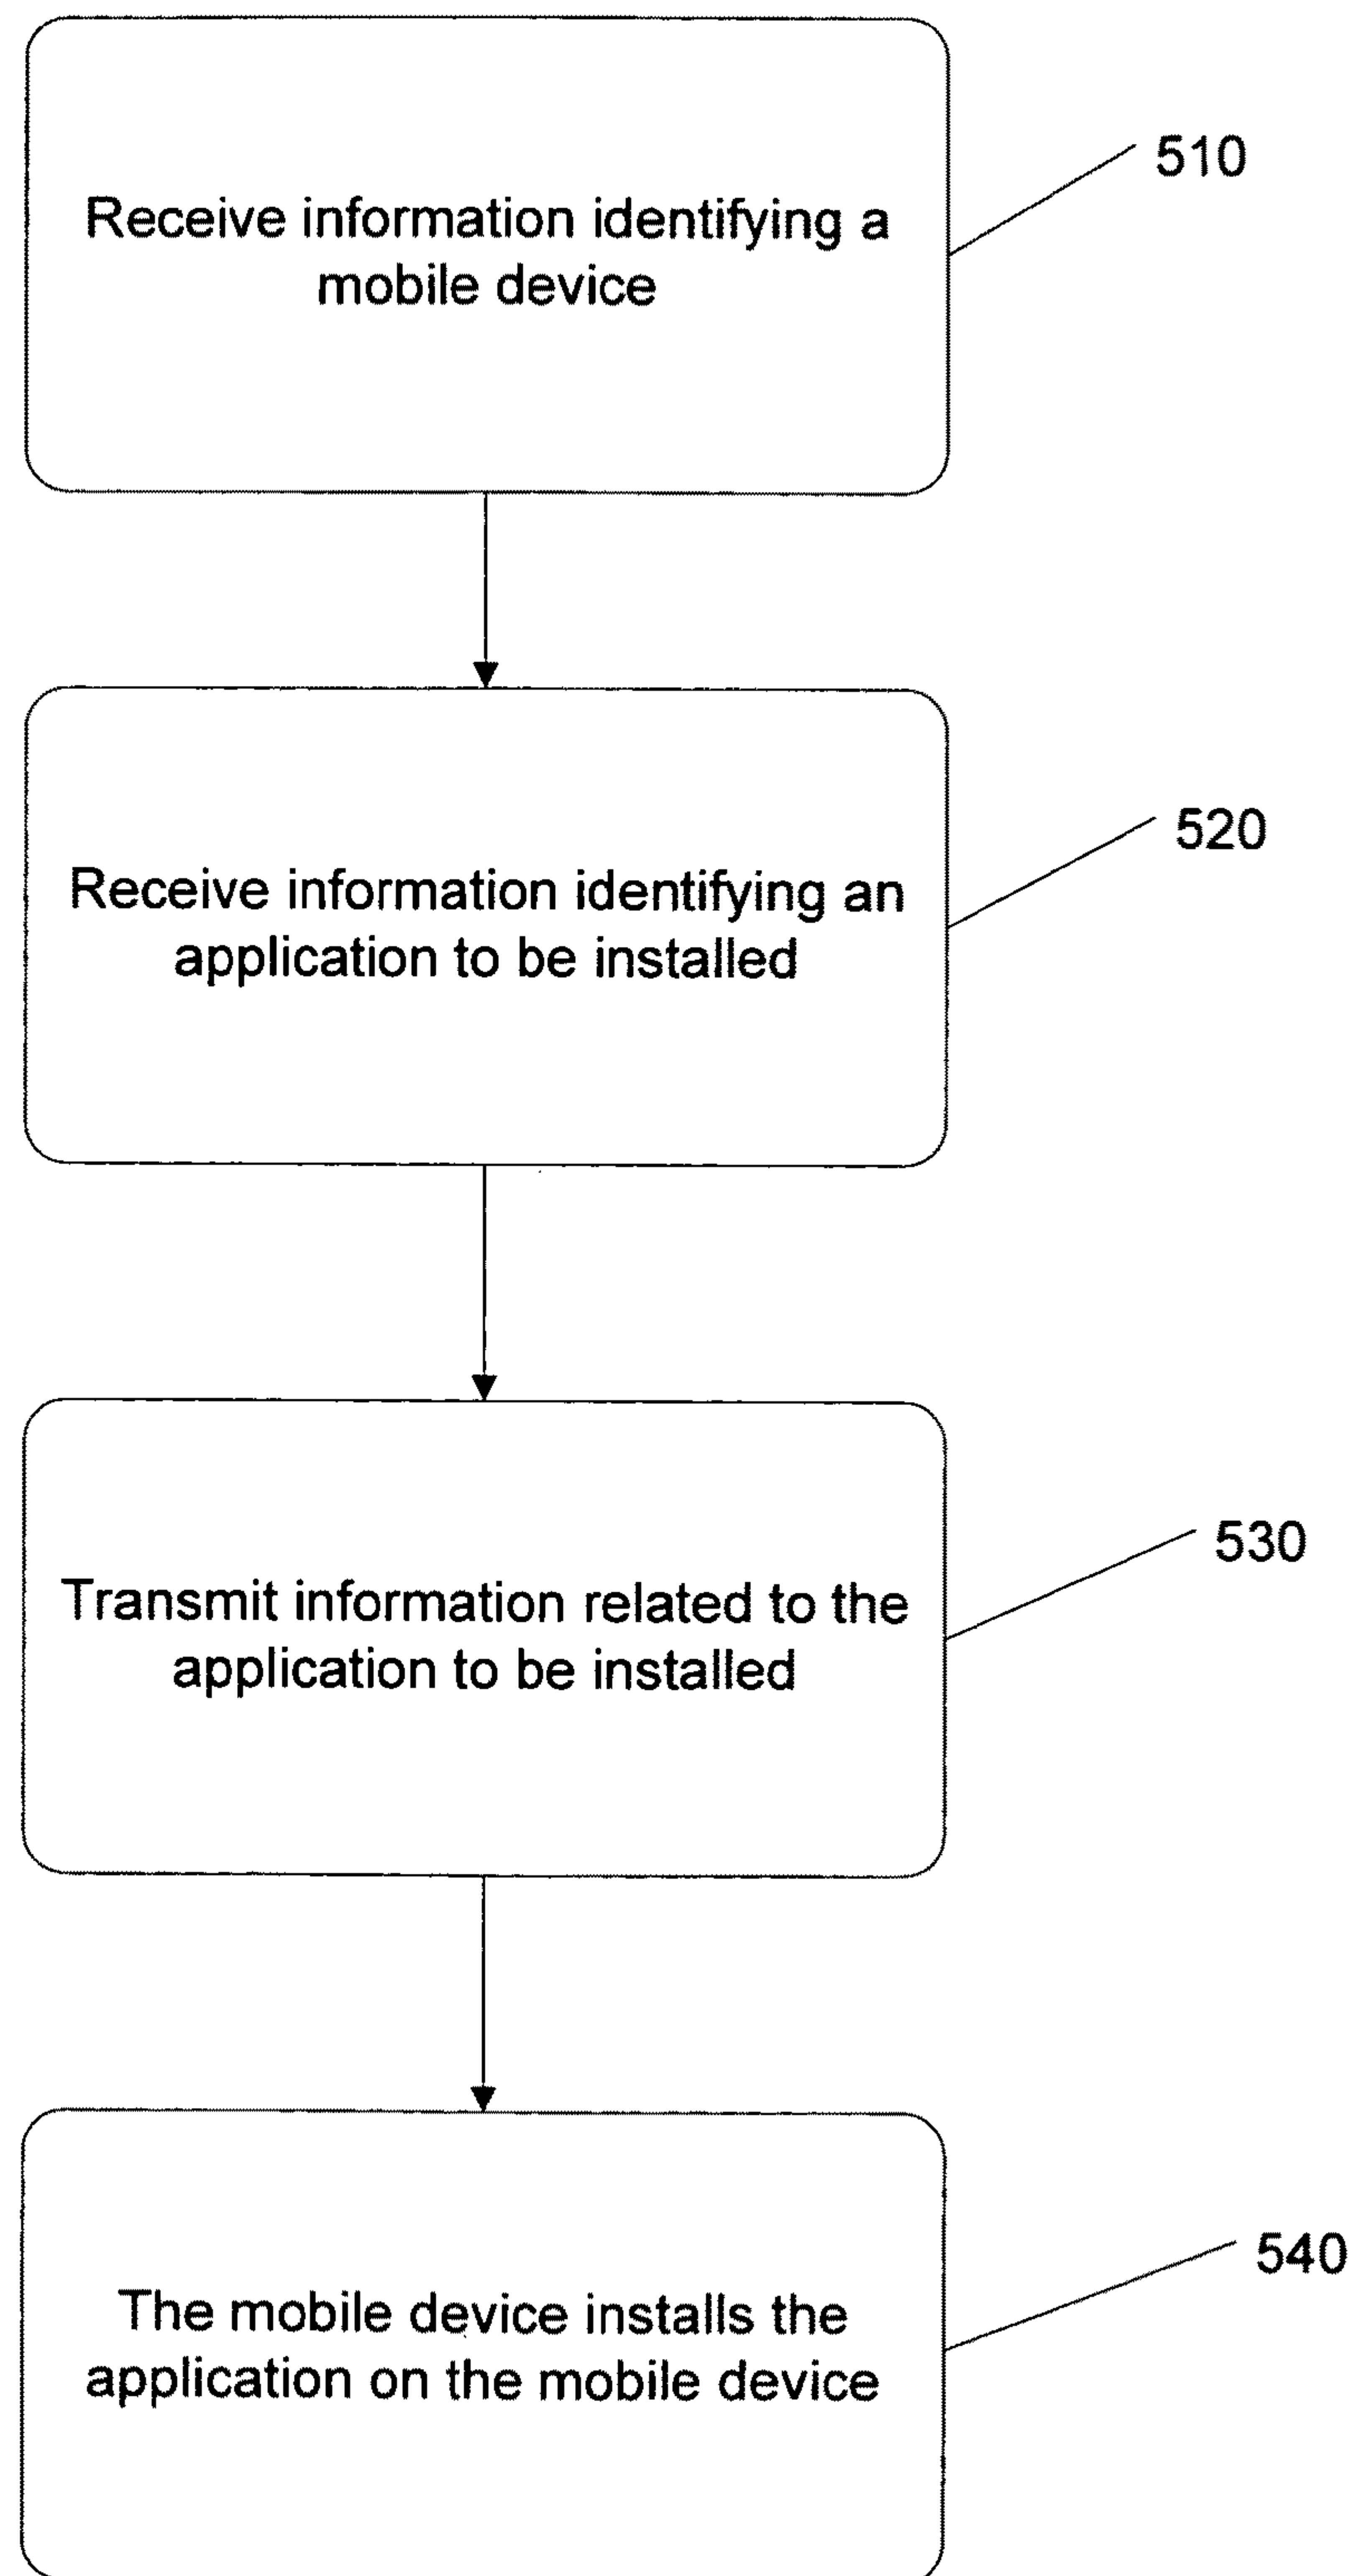 Receive information identifying a
mobile device
510
Receive information identifying an
application to be installed
520
Transmit information related to the
application to be installed
530
The mobile device installs the
application on the mobile device
540